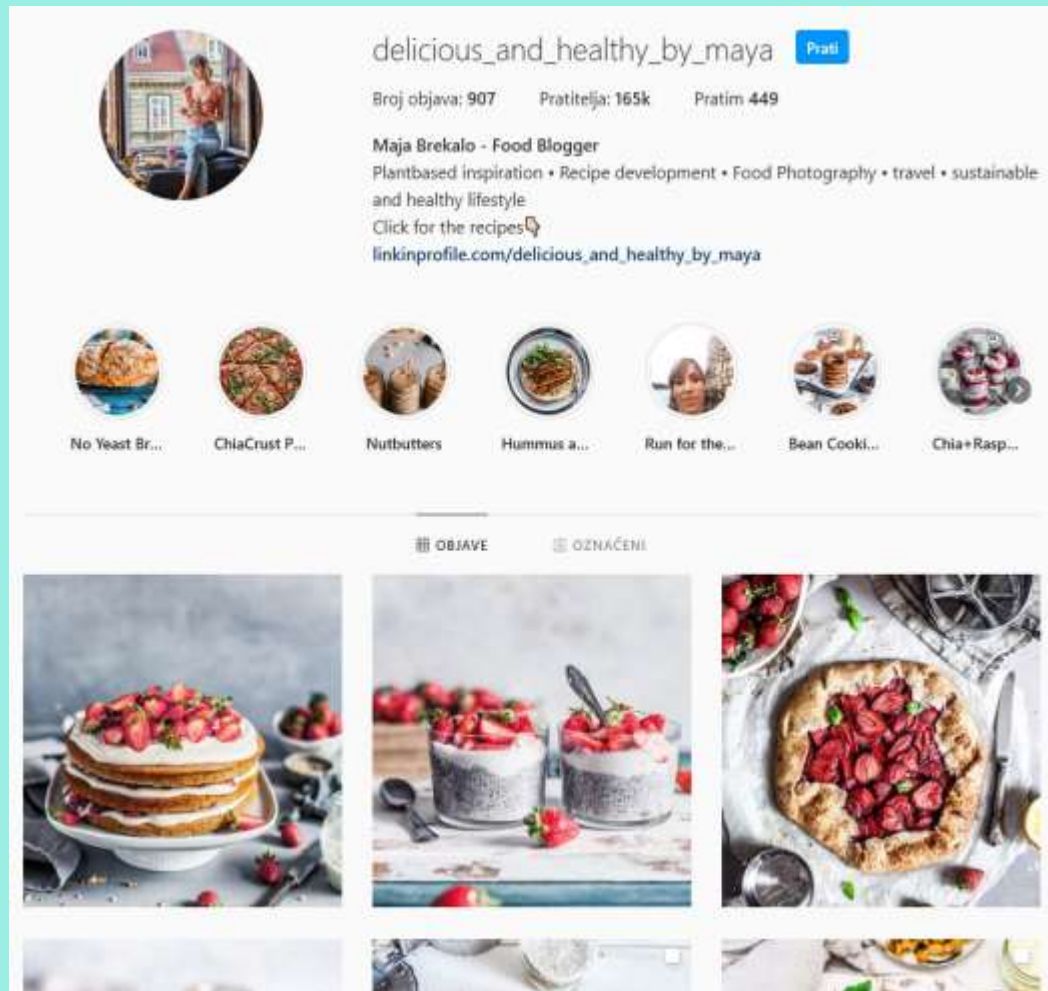 delicious_and_healthy_by_maya Prati
Broj objava: 907 Pratitelja: 165k Pratim 449
Maja Brekalo - Food Blogger
Plantbased inspiration • Recipe development • Food Photography • travel • sustainable
and healthy lifestyle
Click for the recipes👇
linkinprofile.com/delicious_and_healthy_by_maya
No Yeast Br... ChiaCrust P... Nutbutters Hummus a... Run for the... Bean Cooki... Chia+Rasp...
OBJAVE OZNAČENI